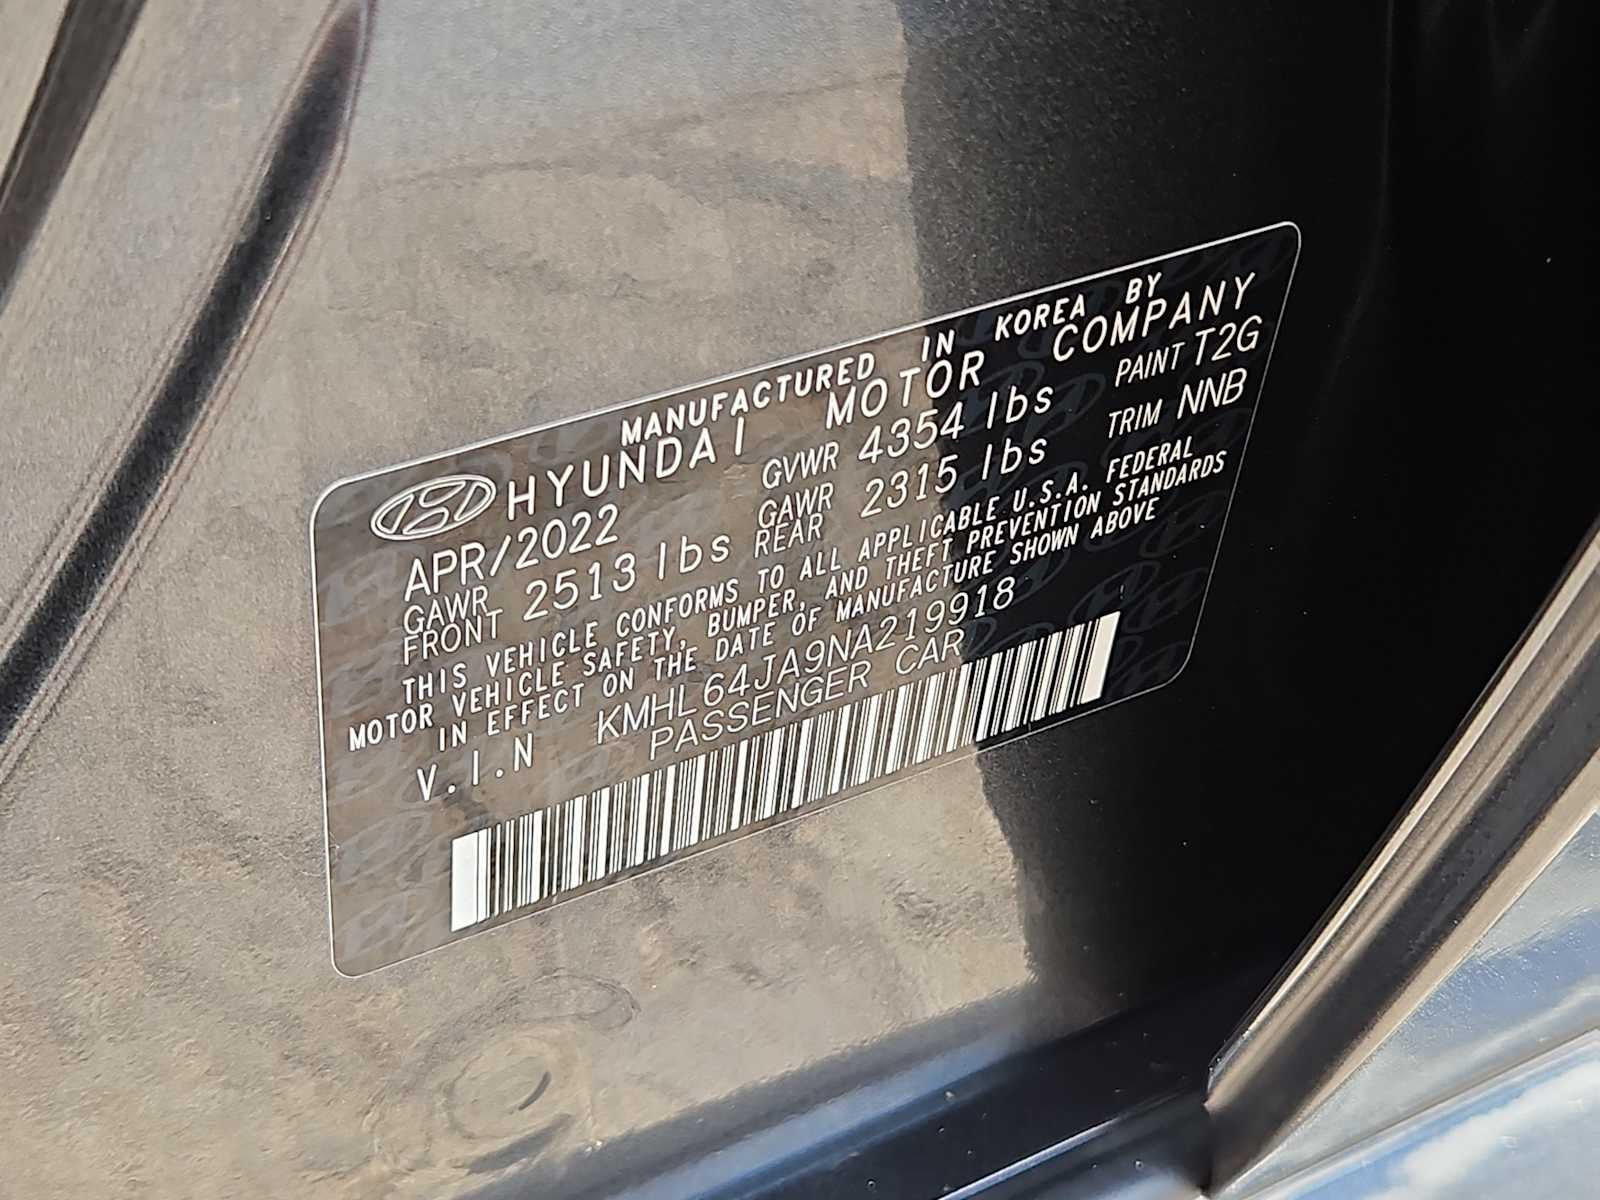 MANUFACTURED IN KOREA BY
HYUNDAI MOTOR COMPANY
APR/2022 GVWR 4354 lbs PAINT T2G
GAWR FRONT 2513 lbs GAWR REAR 2315 lbs TRIM NNB
THIS VEHICLE CONFORMS TO ALL APPLICABLE U.S.A. FEDERAL
MOTOR VEHICLE SAFETY, BUMPER, AND THEFT PREVENTION STANDARDS
IN EFFECT ON THE DATE OF MANUFACTURE SHOWN ABOVE
V.I.N KMHL64JA9NA219918
PASSENGER CAR